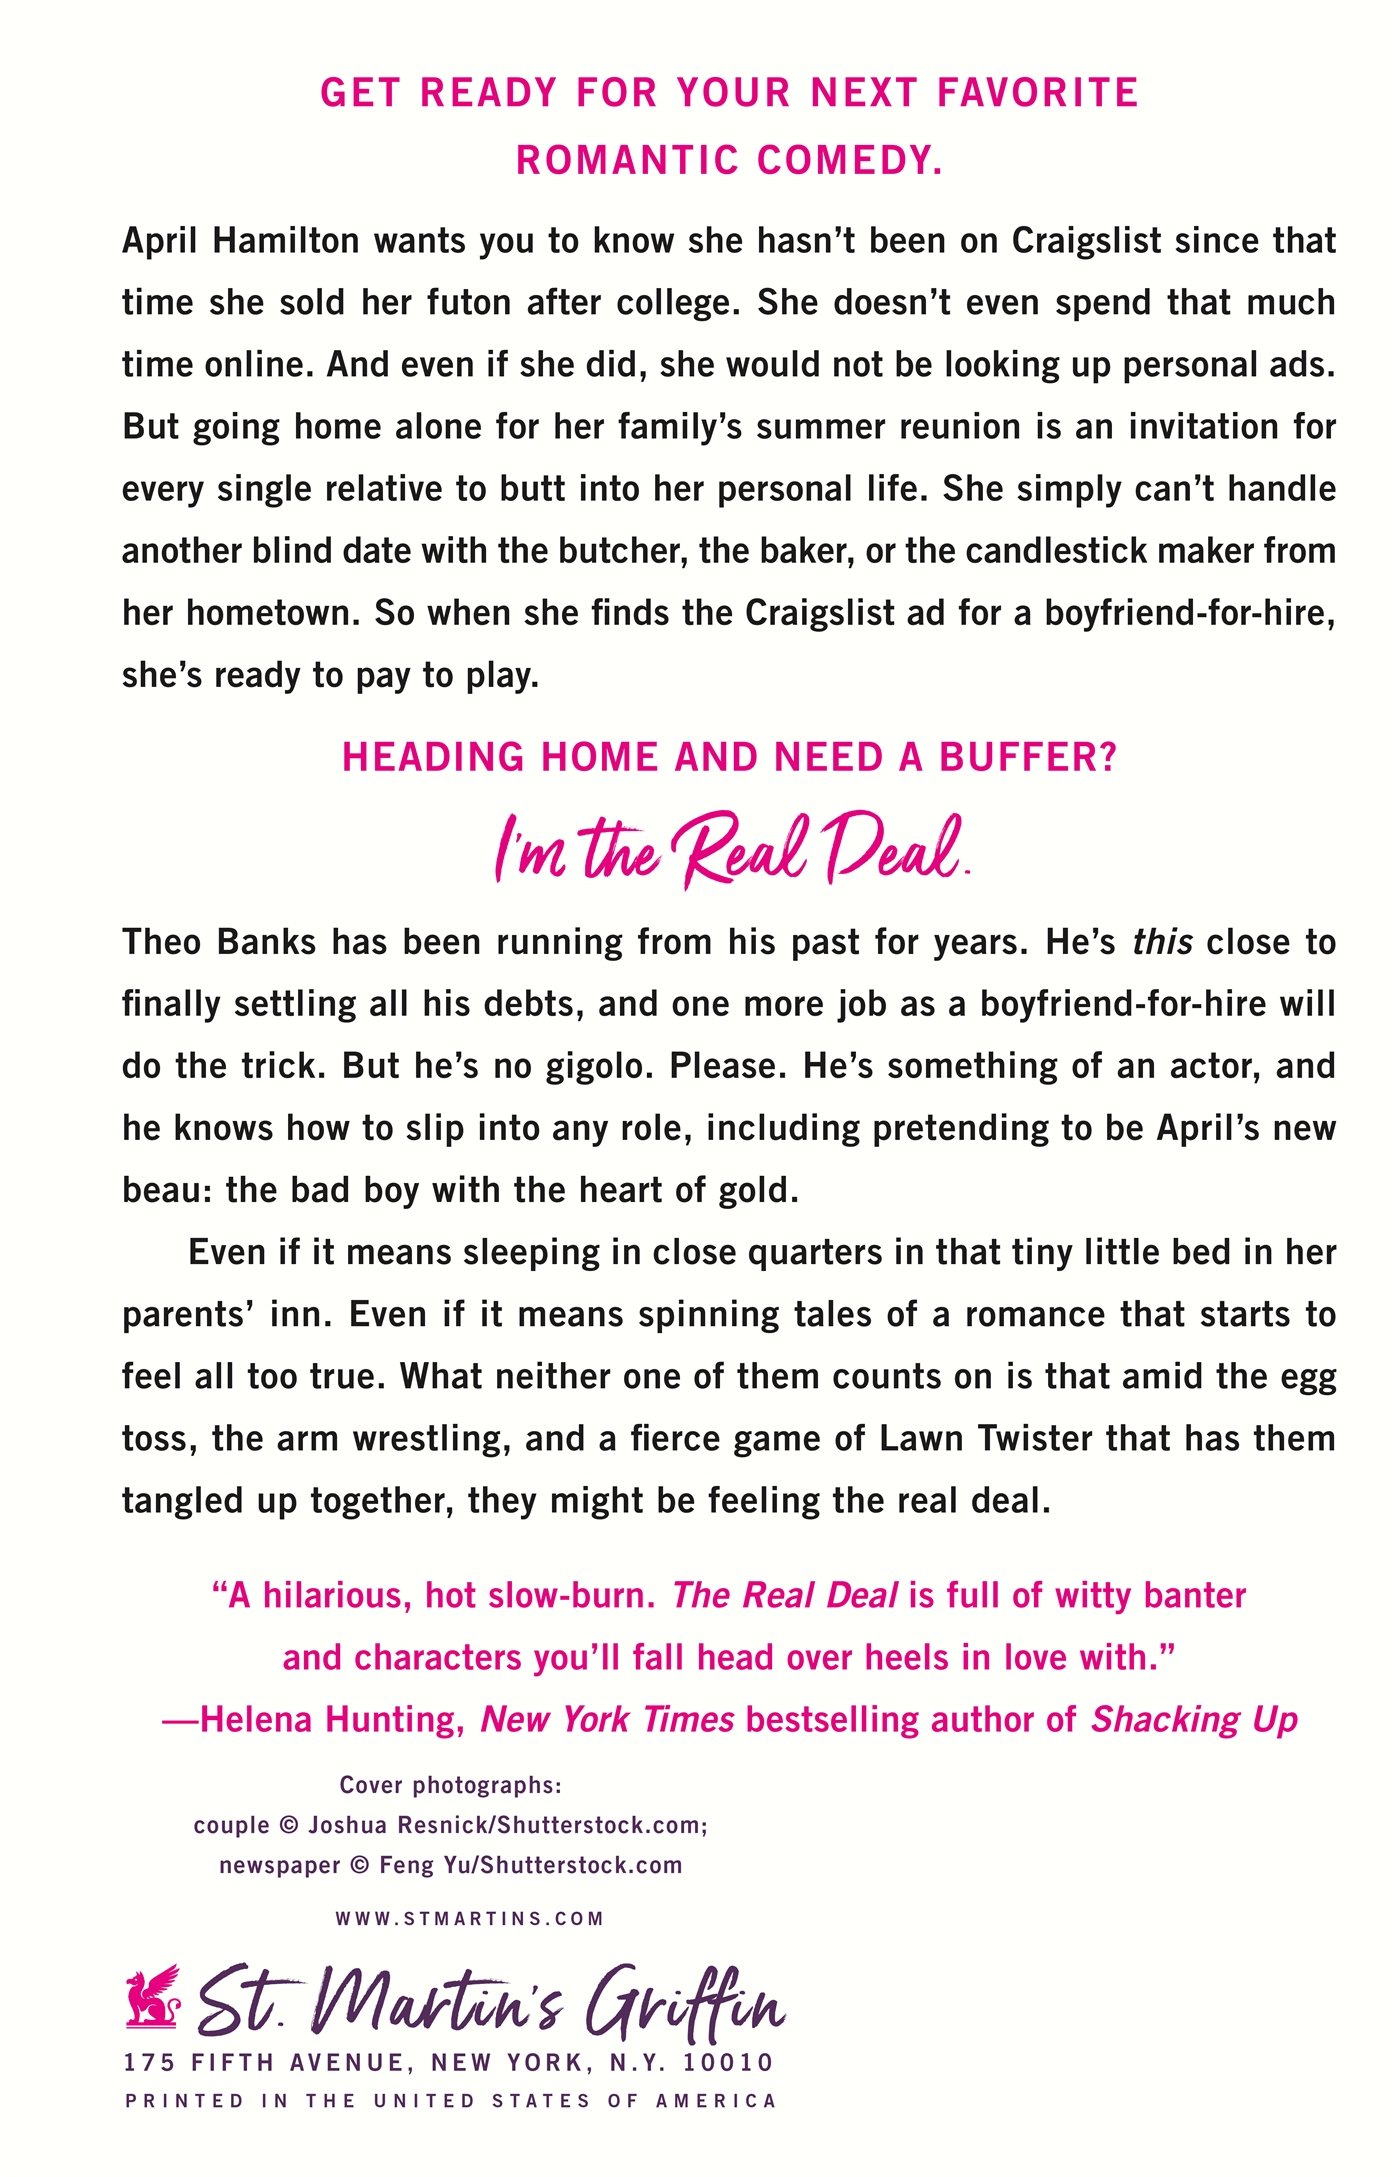 GET READY FOR YOUR NEXT FAVORITE
ROMANTIC COMEDY.
April Hamilton wants you to know she hasn’t been on Craigslist since that
time she sold her futon after college. She doesn’t even spend that much
time online. And even if she did, she would not be looking up personal ads.
But going home alone for her family’s summer reunion is an invitation for
every single relative to butt into her personal life. She simply can’t handle
another blind date with the butcher, the baker, or the candlestick maker from
her hometown. So when she finds the Craigslist ad for a boyfriend-for-hire,
she’s ready to pay to play.
HEADING HOME AND NEED A BUFFER?
I’m the Real Deal.
Theo Banks has been running from his past for years. He’s this close to
finally settling all his debts, and one more job as a boyfriend-for-hire will
do the trick. But he’s no gigolo. Please. He’s something of an actor, and
he knows how to slip into any role, including pretending to be April’s new
beau: the bad boy with the heart of gold.
Even if it means sleeping in close quarters in that tiny little bed in her
parents’ inn. Even if it means spinning tales of a romance that starts to
feel all too true. What neither one of them counts on is that amid the egg
toss, the arm wrestling, and a fierce game of Lawn Twister that has them
tangled up together, they might be feeling the real deal.
“A hilarious, hot slow-burn. The Real Deal is full of witty banter
and characters you’ll fall head over heels in love with.”
—Helena Hunting, New York Times bestselling author of Shacking Up
Cover photographs:
couple © Joshua Resnick/Shutterstock.com;
newspaper © Feng Yu/Shutterstock.com
WWW.STMARTINS.COM
St. Martin’s Griffin
175 FIFTH AVENUE, NEW YORK, N.Y. 10010
PRINTED IN THE UNITED STATES OF AMERICA